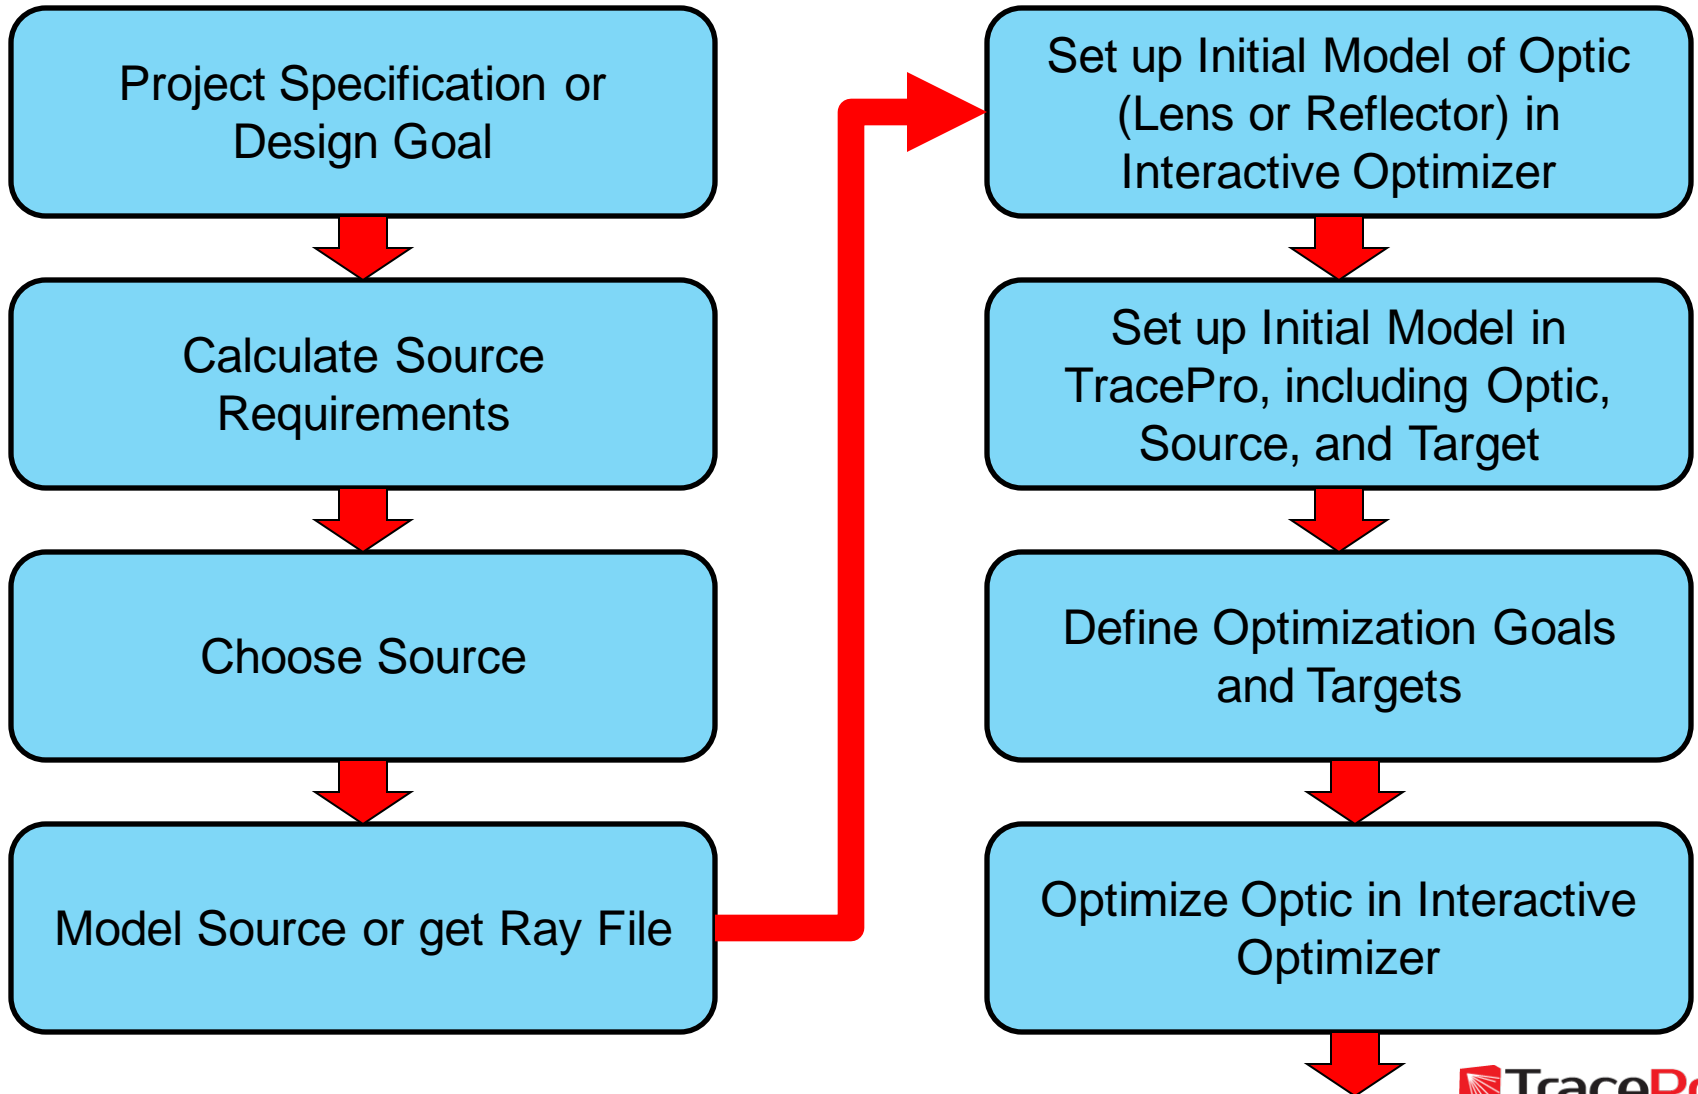 Project Specification or
Design Goal
Calculate Source
Requirements
Choose Source
Model Source or get Ray File
Set up Initial Model of Optic
(Lens or Reflector) in
Interactive Optimizer
Set up Initial Model in
TracePro, including Optic,
Source, and Target
Define Optimization Goals
and Targets
Optimize Optic in Interactive
Optimizer